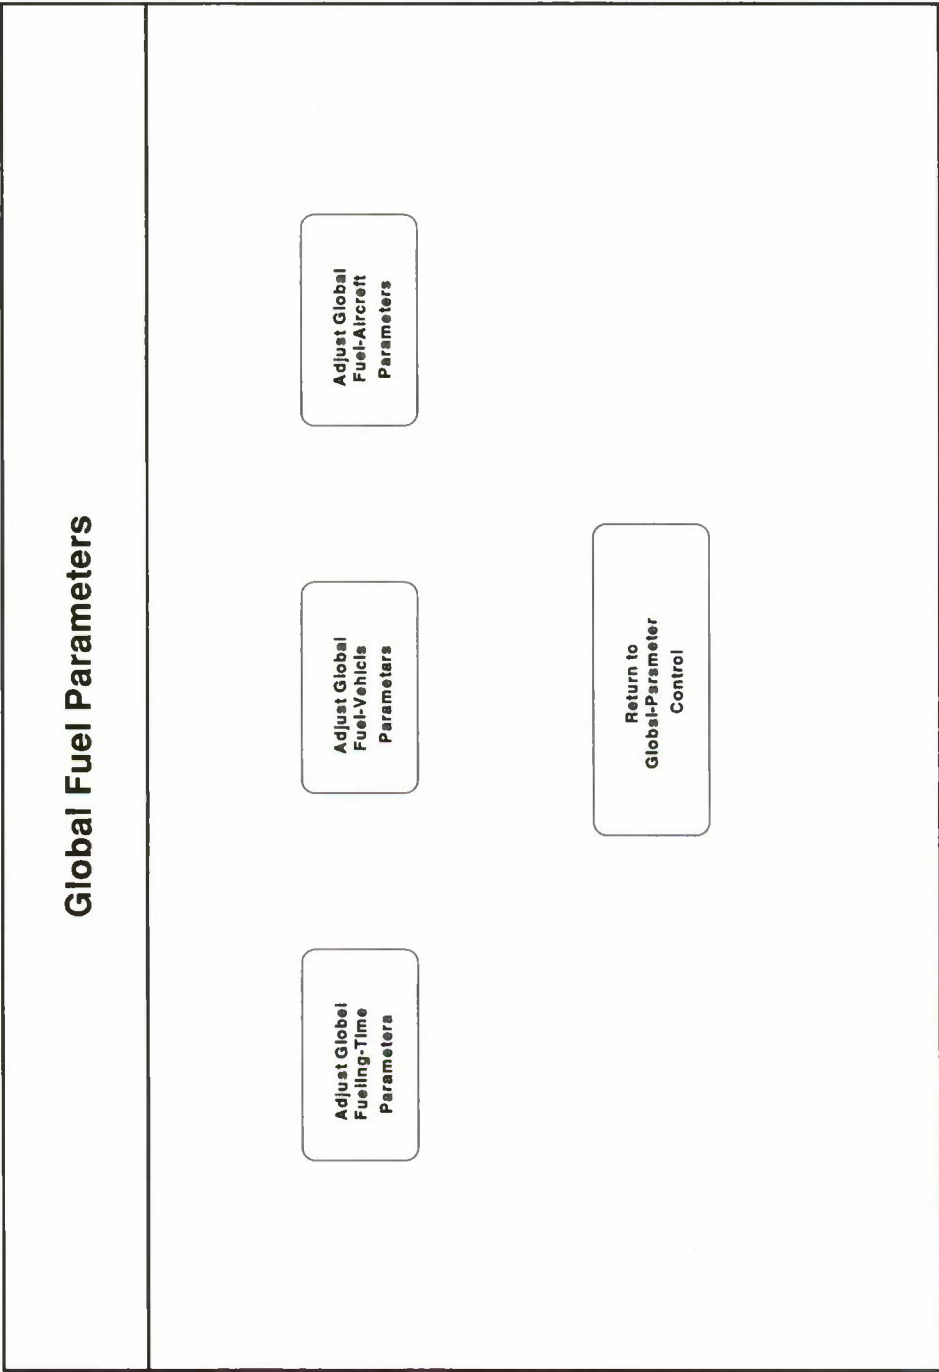 Global Fuel Parameters
Adjust Global
Fueling-Time
Parameters
Adjust Global
Fuel-Vehicle
Parameters
Adjust Global
Fuel-Aircraft
Parameters
Return to
Global-Parameter
Control